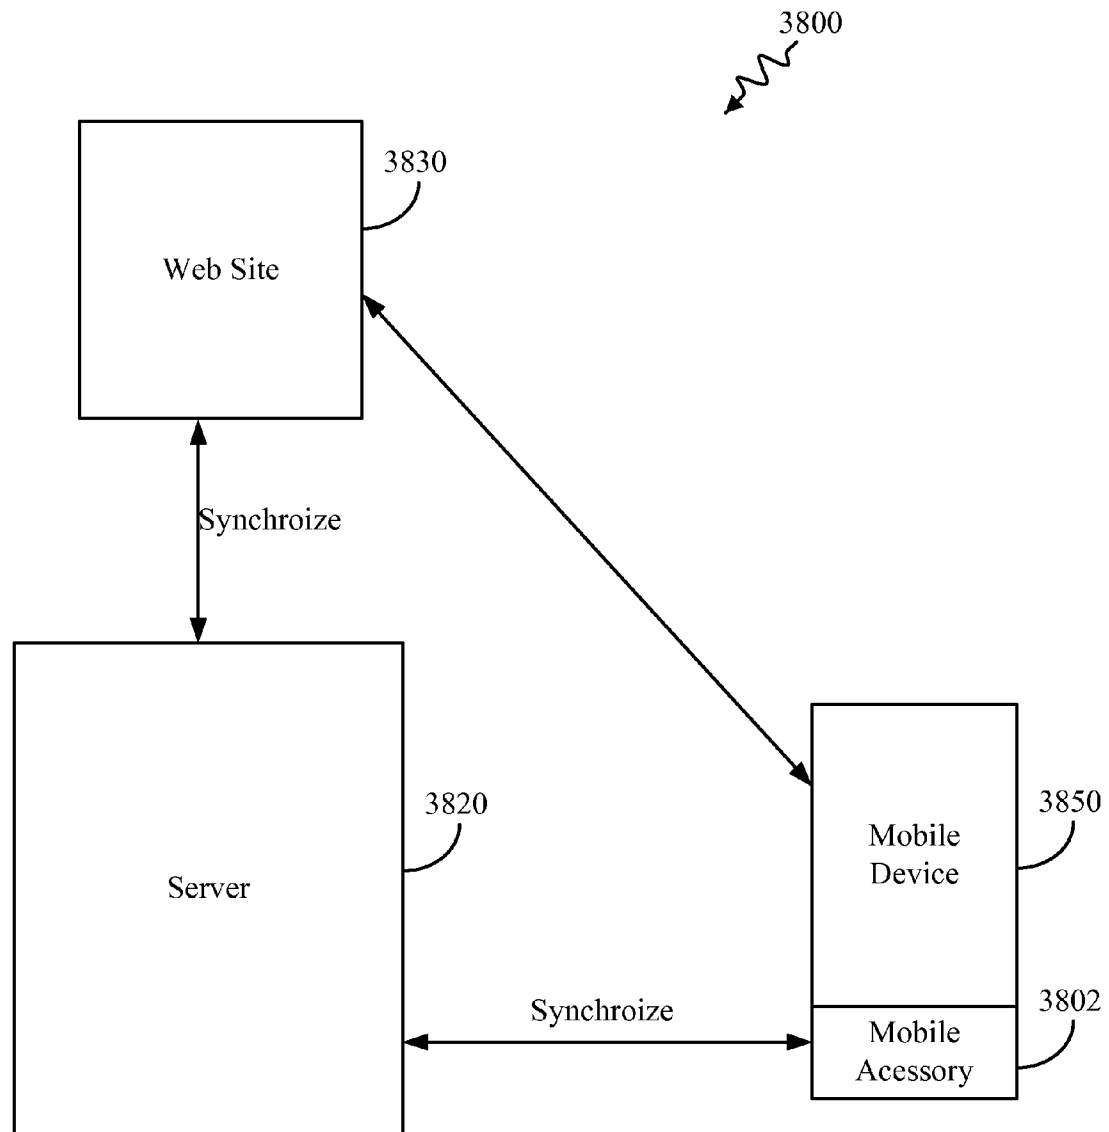 3800
3830
Web Site
Synchroize
3820
Server
3850
Mobile
Device
Synchroize
3802
Mobile
Acessory